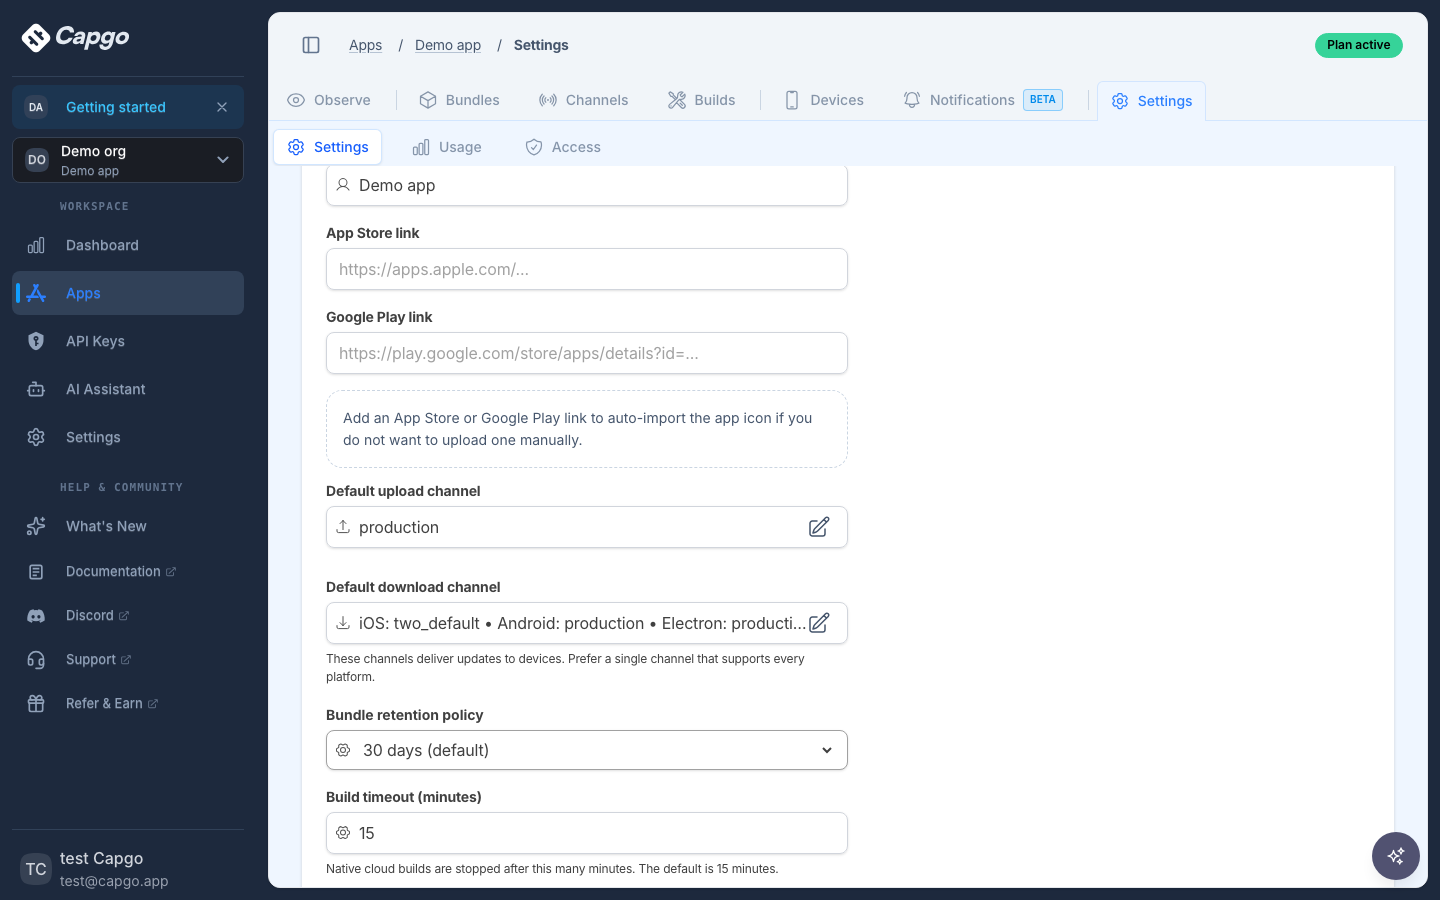 Capgo
DA Getting started
DO Demo org
Demo app
WORKSPACE
Dashboard
Apps
API Keys
AI Assistant
Settings
HELP & COMMUNITY
What's New
Documentation
Discord
Support
Refer & Earn
TC test Capgo
test@capgo.app
Apps / Demo app / Settings
Plan active
Observe Bundles Channels Builds Devices Notifications BETA Settings
Settings Usage Access
Demo app
App Store link
https://apps.apple.com/...
Google Play link
https://play.google.com/store/apps/details?id=...
Add an App Store or Google Play link to auto-import the app icon if you
do not want to upload one manually.
Default upload channel
production
Default download channel
iOS: two_default • Android: production • Electron: producti...
These channels deliver updates to devices. Prefer a single channel that supports every
platform.
Bundle retention policy
30 days (default)
Build timeout (minutes)
15
Native cloud builds are stopped after this many minutes. The default is 15 minutes.